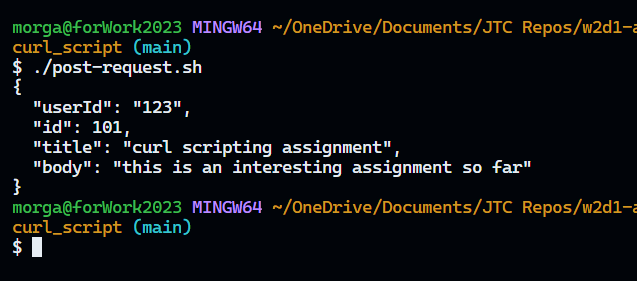 morga@forWork2023 MINGW64 ~/OneDrive/Documents/JTC Repos/w2d1-a
curl_script (main)
$ ./post-request.sh
{
  "userId": "123",
  "id": 101,
  "title": "curl scripting assignment",
  "body": "this is an interesting assignment so far"
}
morga@forWork2023 MINGW64 ~/OneDrive/Documents/JTC Repos/w2d1-a
curl_script (main)
$